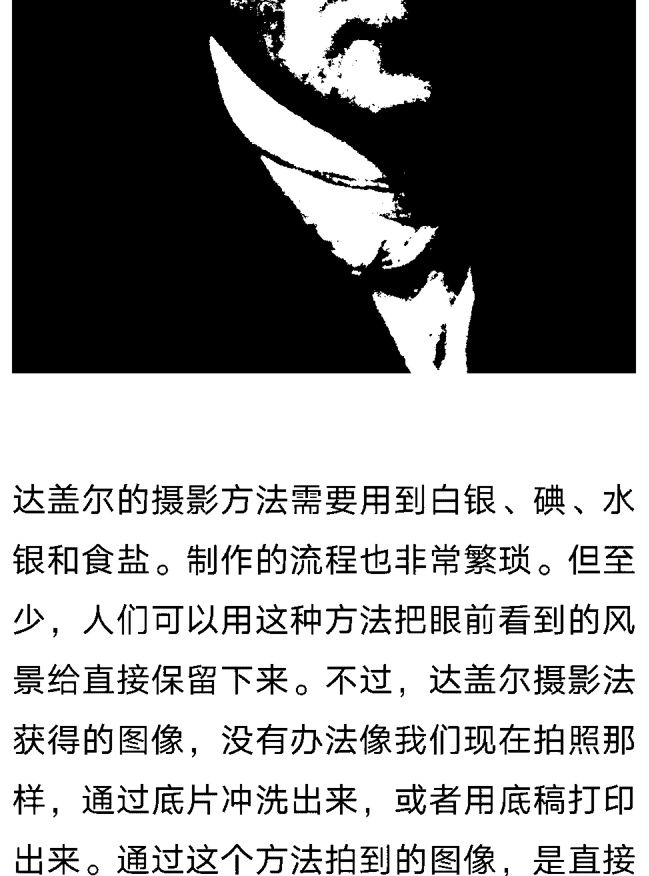 达盖尔的摄影方法需要用到白银、碘、水
银和食盐。制作的流程也非常繁琐。但至
少，人们可以用这种方法把眼前看到的风
景给直接保留下来。不过，达盖尔摄影法
获得的图像，没有办法像我们现在拍照那
样，通过底片冲洗出来，或者用底稿打印
出来。通过这个方法拍到的图像，是直接